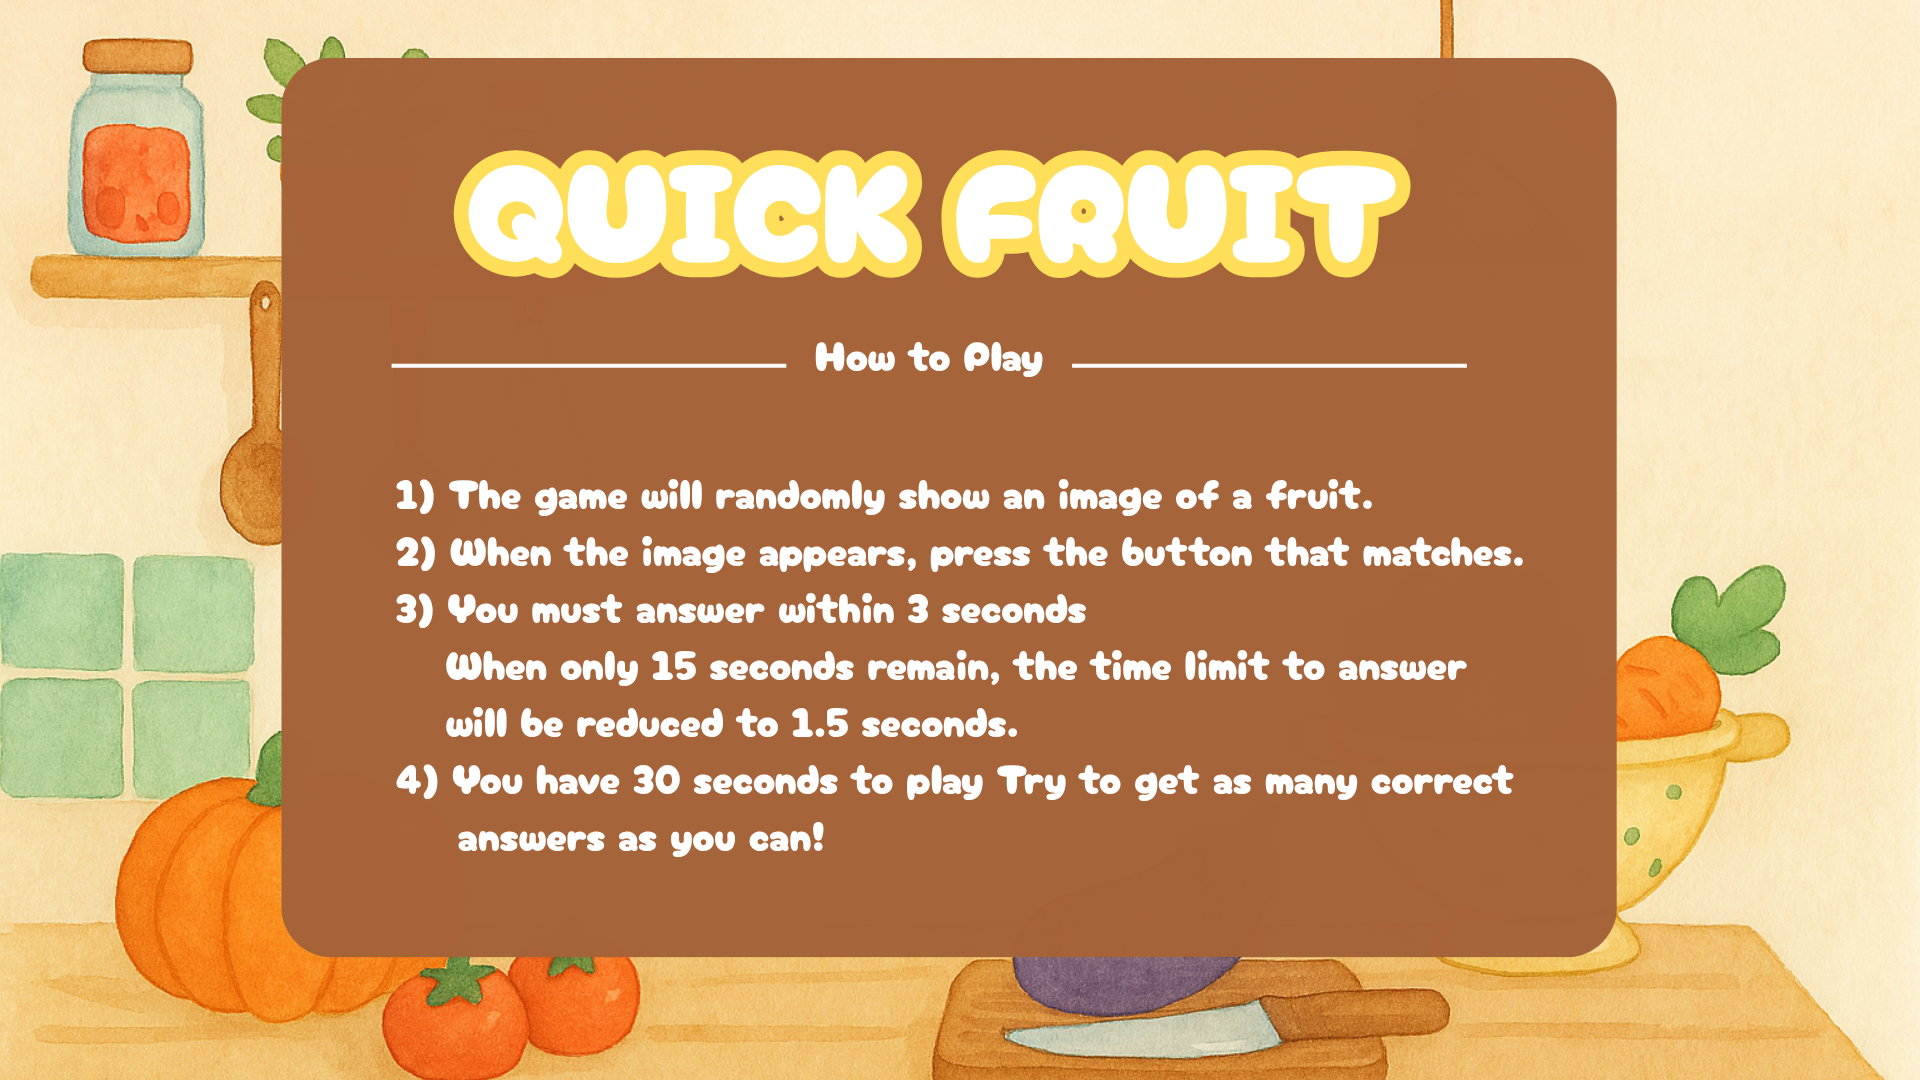 QUICK FRUIT
How to Play
1) The game will randomly show an image of a fruit.
2) When the image appears, press the button that matches.
3) You must answer within 3 seconds
When only 15 seconds remain, the time limit to answer
will be reduced to 1.5 seconds.
4) You have 30 seconds to play Try to get as many correct
answers as you can!